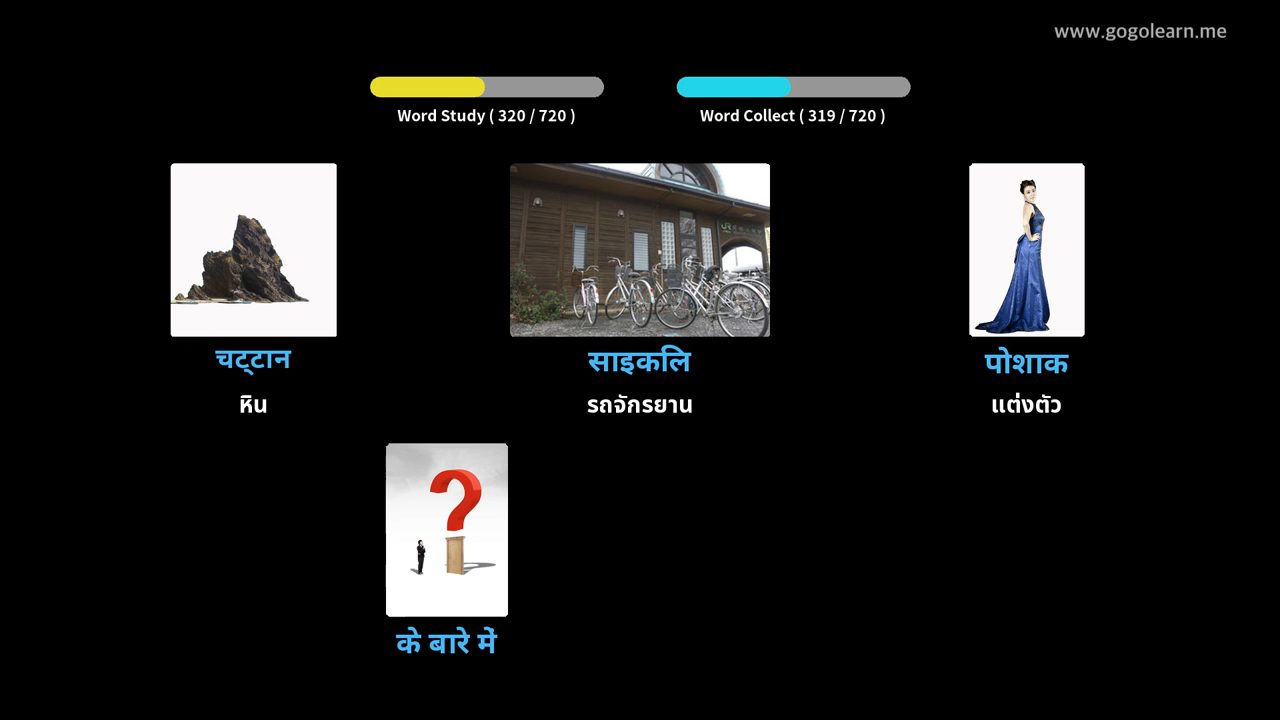 www.gogolearn.me
Word Study ( 320 / 720 )
Word Collect ( 319 / 720 )
चट्टान
साइकलि
पोशाक
หิน
รถจักรยาน
แต่งตัว
के बारे में